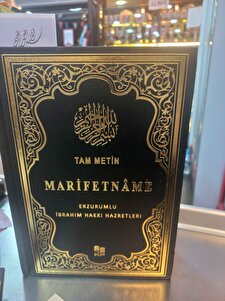 TAM METİN
MARİFETNÂME
ERZURUMLU
İBRAHİM HAKKI HAZRETLERİ